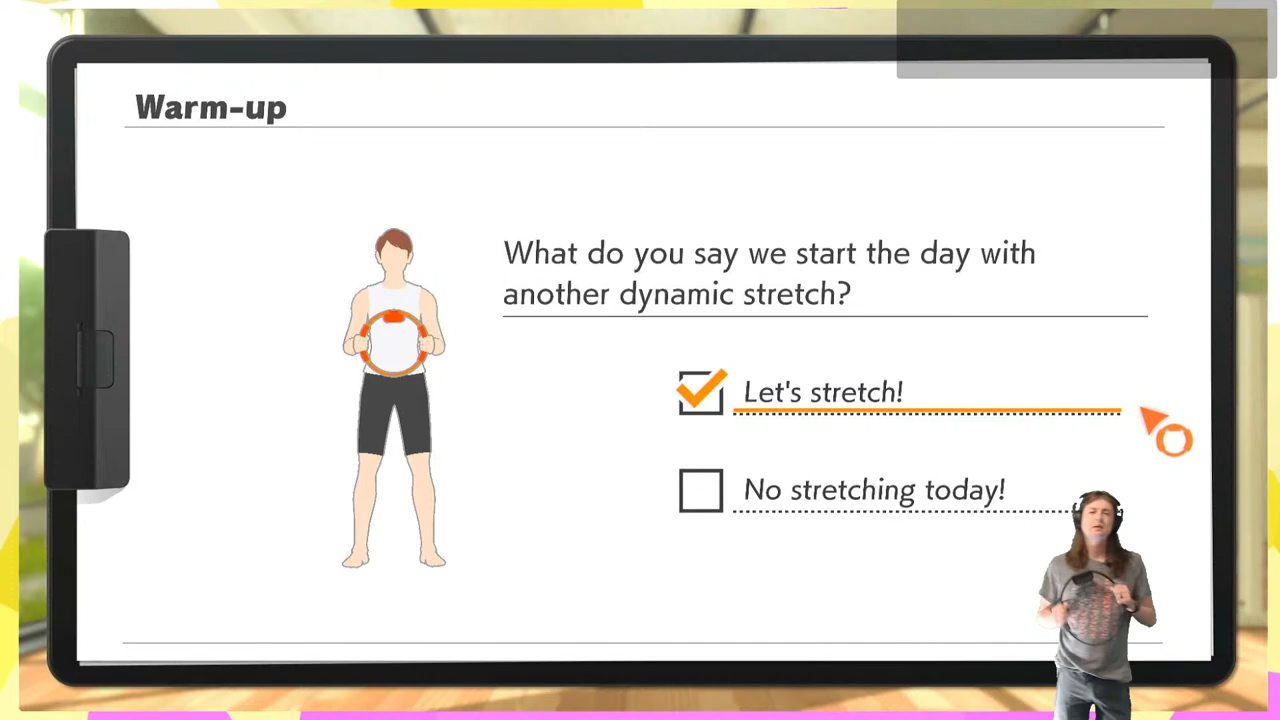 Warm-up
What do you say we start the day with
another dynamic stretch?
Let's stretch!
No stretching today!